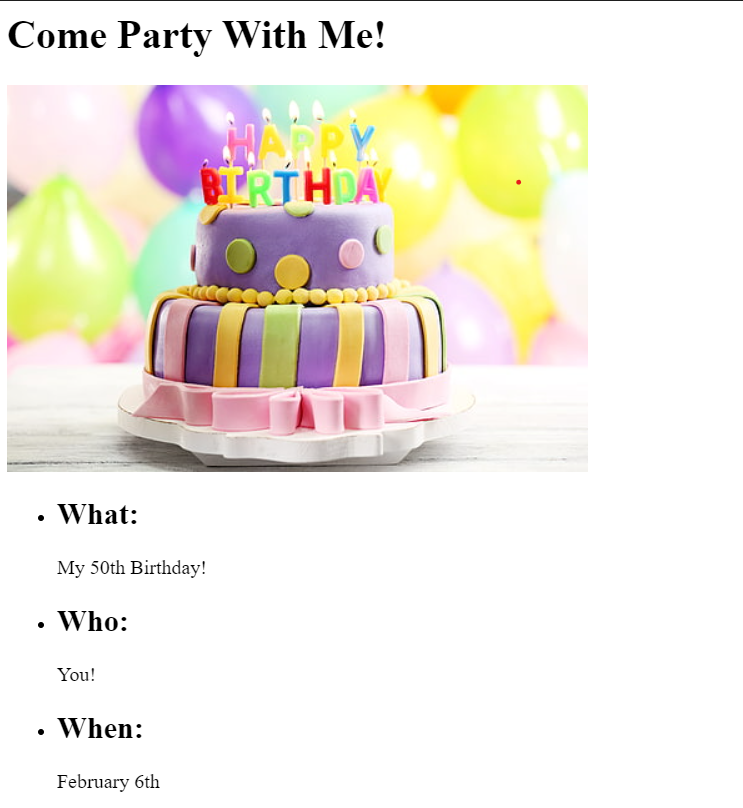 Come Party With Me!
HAPPY
BIRTHDAY
What:
My 50th Birthday!
Who:
You!
When:
February 6th